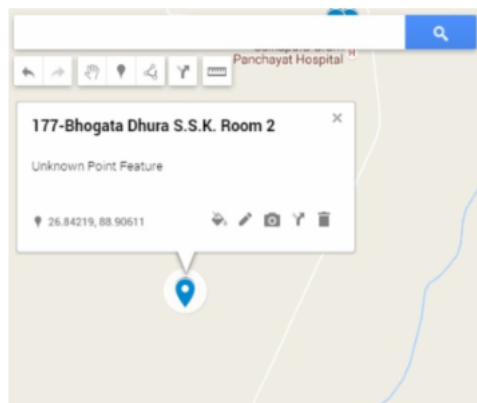 Panchayat Hospital
H
177-Bhogata Dhura S.S.K. Room 2
Unknown Point Feature
26.84219, 88.90611